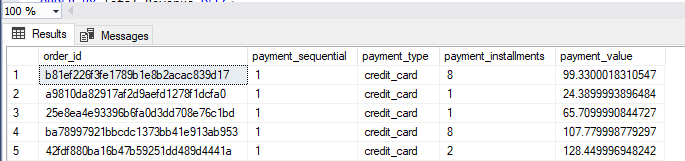 100 %
Results Messages
order_id payment_sequential payment_type payment_installments payment_value
1 b81ef226f3fe1789b1e8b2acac839d17 1 credit_card 8 99.3300018310547
2 a9810da82917af2d9aefd1278f1dcfa0 1 credit_card 1 24.3899993896484
3 25e8ea4e93396b6fa0d3dd708e76c1bd 1 credit_card 1 65.7099990844727
4 ba78997921bbcdc1373bb41e913ab953 1 credit_card 8 107.779998779297
5 42fdf880ba16b47b59251dd489d4441a 1 credit_card 2 128.449996948242